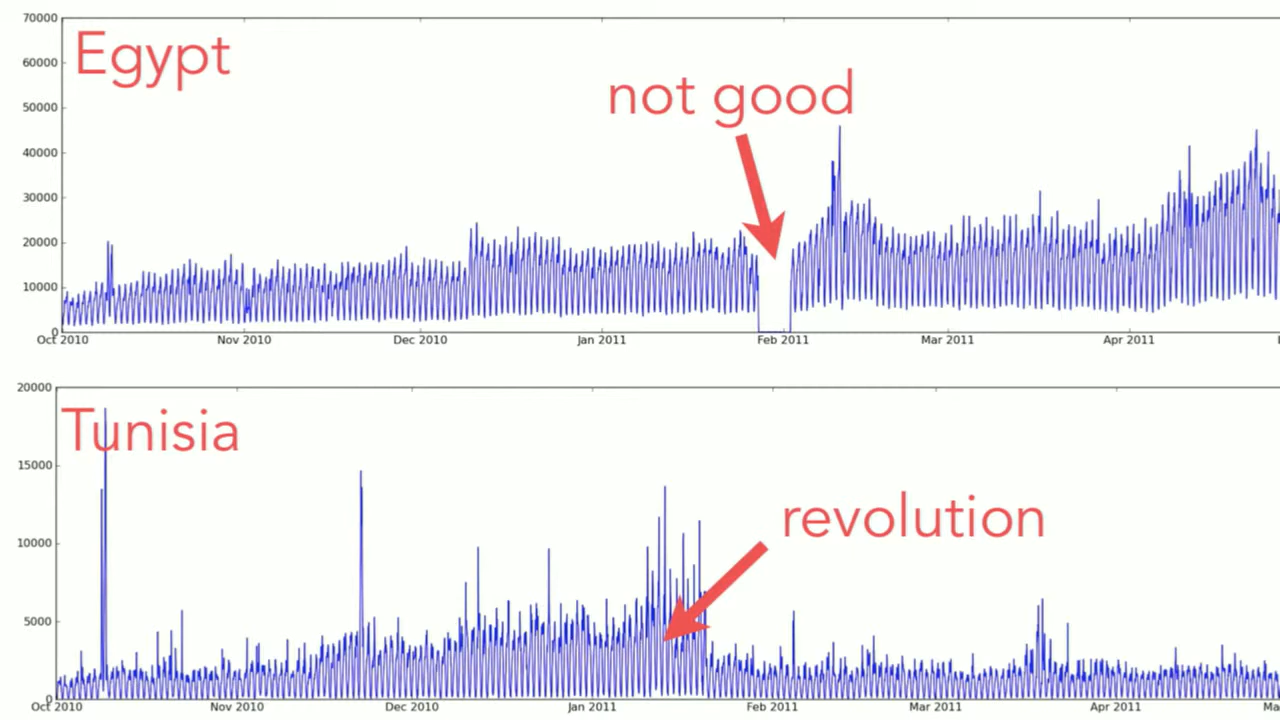 70000
Egypt
60000
not good
50000
40000
30000
20000
10000
0
Oct 2010 Nov 2010 Dec 2010 Jan 2011 Feb 2011 Mar 2011 Apr 2011
20000
Tunisia
15000
revolution
10000
5000
0
Oct 2010 Nov 2010 Dec 2010 Jan 2011 Feb 2011 Mar 2011 Apr 2011 Ma